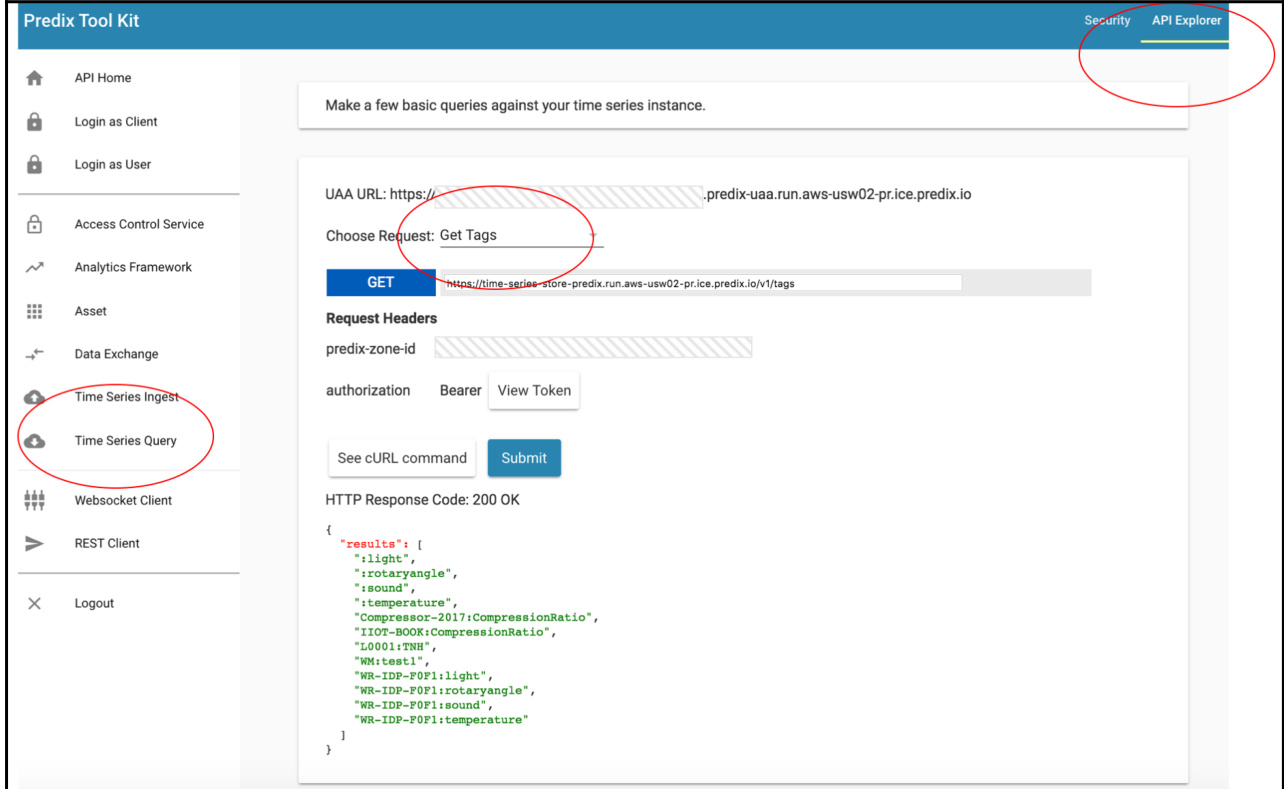 Predix Tool Kit
Security API Explorer
API Home
Login as Client
Login as User
Access Control Service
Analytics Framework
Asset
Data Exchange
Time Series Ingest
Time Series Query
Websocket Client
REST Client
Logout
Make a few basic queries against your time series instance.
UAA URL: https:// .predix-uaa.run.aws-usw02-pr.ice.predix.io
Choose Request: Get Tags
GET https://time-series-store-predix.run.aws-usw02-pr.ice.predix.io/v1/tags
Request Headers
predix-zone-id
authorization Bearer View Token
See cURL command Submit
HTTP Response Code: 200 OK
{
"results": [
":light",
":rotaryangle",
":sound",
":temperature",
"Compressor-2017:CompressionRatio",
"IIOT-BOOK:CompressionRatio",
"L0001:TNH",
"WM:test1",
"WR-IDP-F0F1:light",
"WR-IDP-F0F1:rotaryangle",
"WR-IDP-F0F1:sound",
"WR-IDP-F0F1:temperature"
]
}